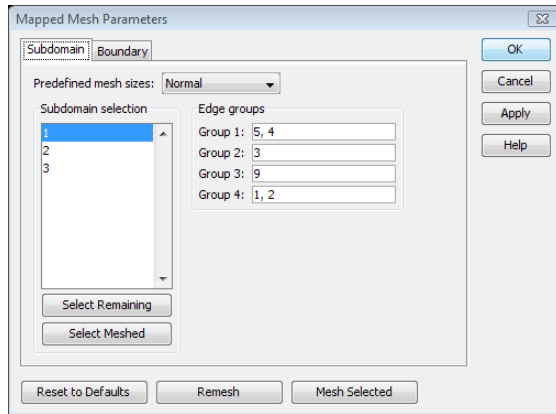 Mapped Mesh Parameters
Subdomain Boundary
OK
Predefined mesh sizes: Normal
Cancel
Subdomain selection
Edge groups
Apply
1
Group 1: 5, 4
2
Group 2: 3
Help
3
Group 3: 9
Group 4: 1, 2
Select Remaining
Select Meshed
Reset to Defaults
Remesh
Mesh Selected